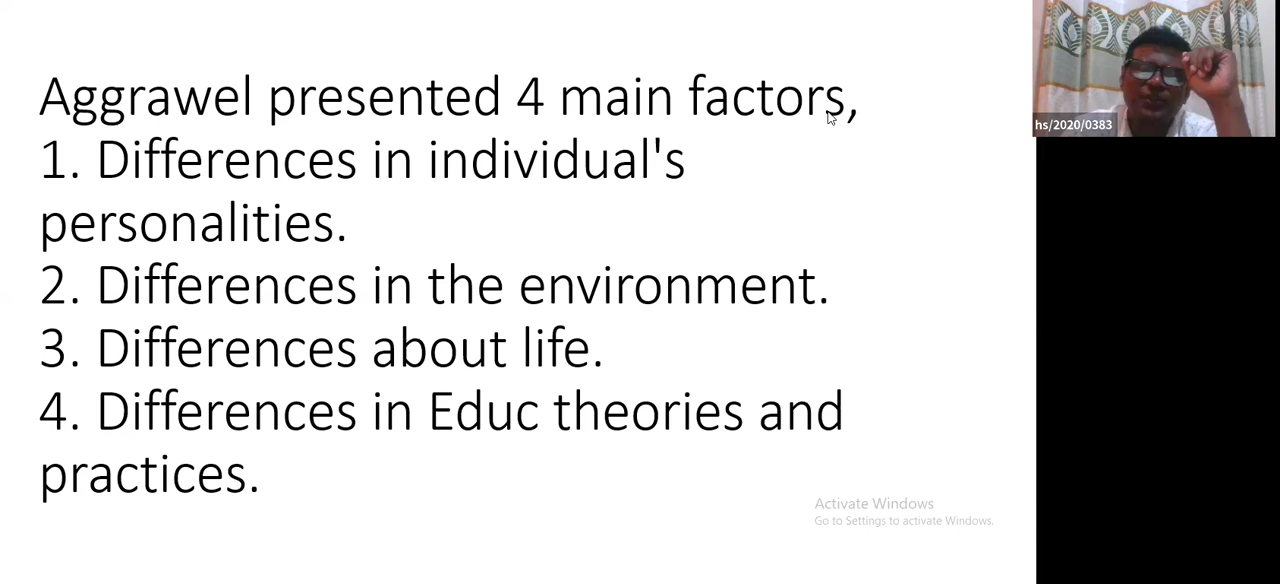 Aggrawel presented 4 main factors,
1. Differences in individual's
personalities.
2. Differences in the environment.
3. Differences about life.
4. Differences in Educ theories and
practices.
hs/2020/0383
Activate Windows
Go to Settings to activate Windows.